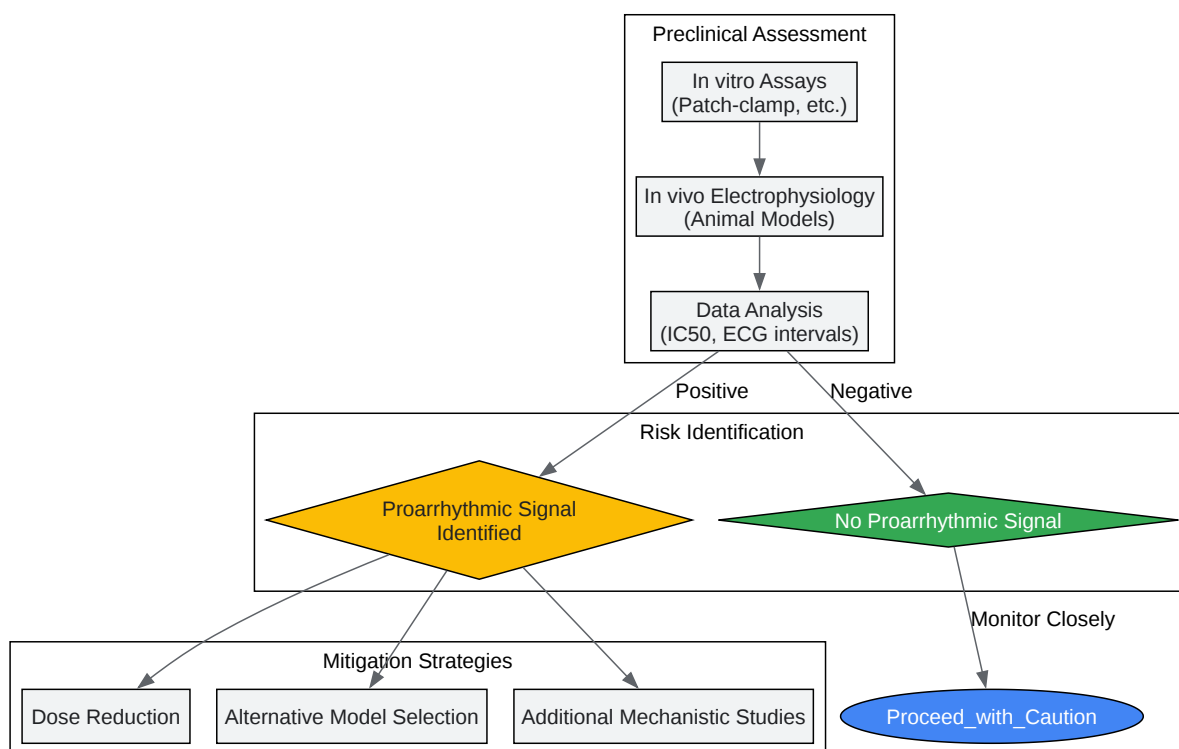 Preclinical Assessment
In vitro Assays
(Patch-clamp, etc.)
In vivo Electrophysiology
(Animal Models)
Data Analysis
(IC50, ECG intervals)
Positive
Negative
Risk Identification
Proarrhythmic Signal
Identified
No Proarrhythmic Signal
Monitor Closely
Mitigation Strategies
Dose Reduction
Alternative Model Selection
Additional Mechanistic Studies
Proceed_with_Caution